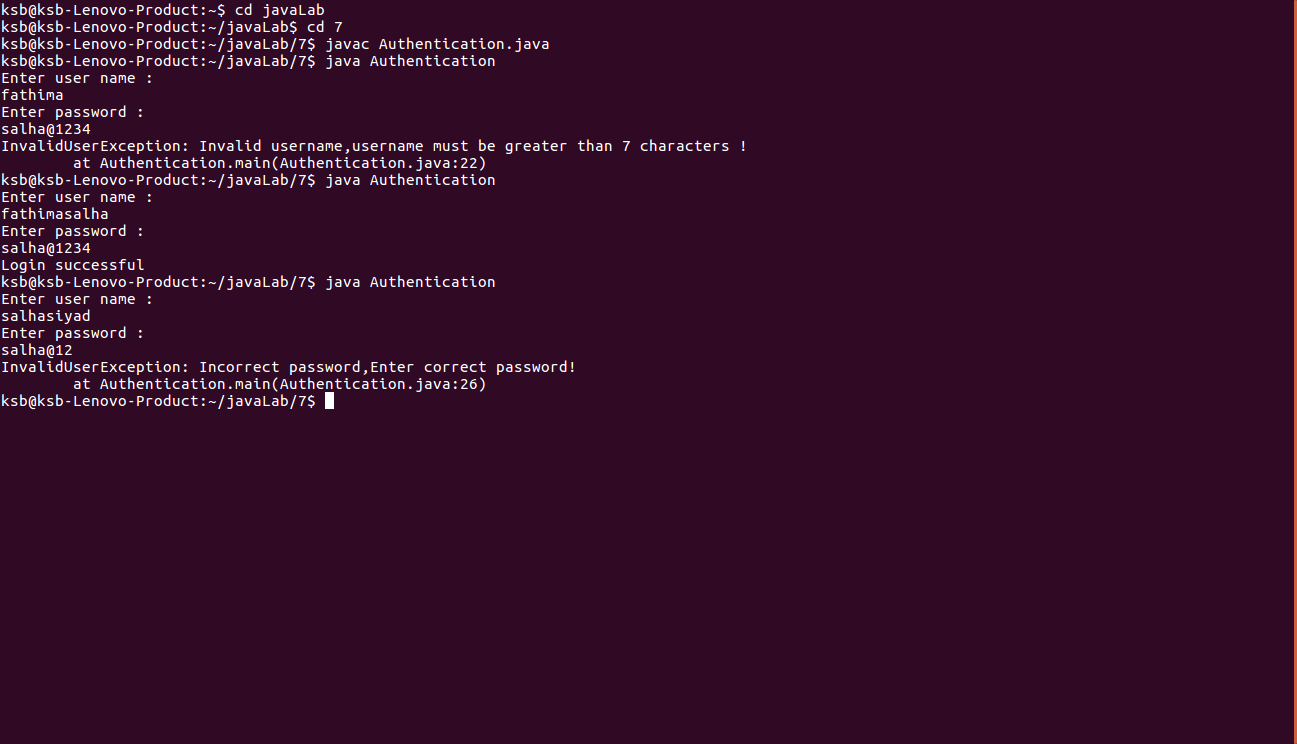 ksb@ksb-Lenovo-Product:~$ cd javaLab
ksb@ksb-Lenovo-Product:~/javaLab$ cd 7
ksb@ksb-Lenovo-Product:~/javaLab/7$ javac Authentication.java
ksb@ksb-Lenovo-Product:~/javaLab/7$ java Authentication
Enter user name :
fathima
Enter password :
salha@1234
InvalidUserException: Invalid username,username must be greater than 7 characters !
        at Authentication.main(Authentication.java:22)
ksb@ksb-Lenovo-Product:~/javaLab/7$ java Authentication
Enter user name :
fathimasalha
Enter password :
salha@1234
Login successful
ksb@ksb-Lenovo-Product:~/javaLab/7$ java Authentication
Enter user name :
salhasiyad
Enter password :
salha@12
InvalidUserException: Incorrect password,Enter correct password!
        at Authentication.main(Authentication.java:26)
ksb@ksb-Lenovo-Product:~/javaLab/7$